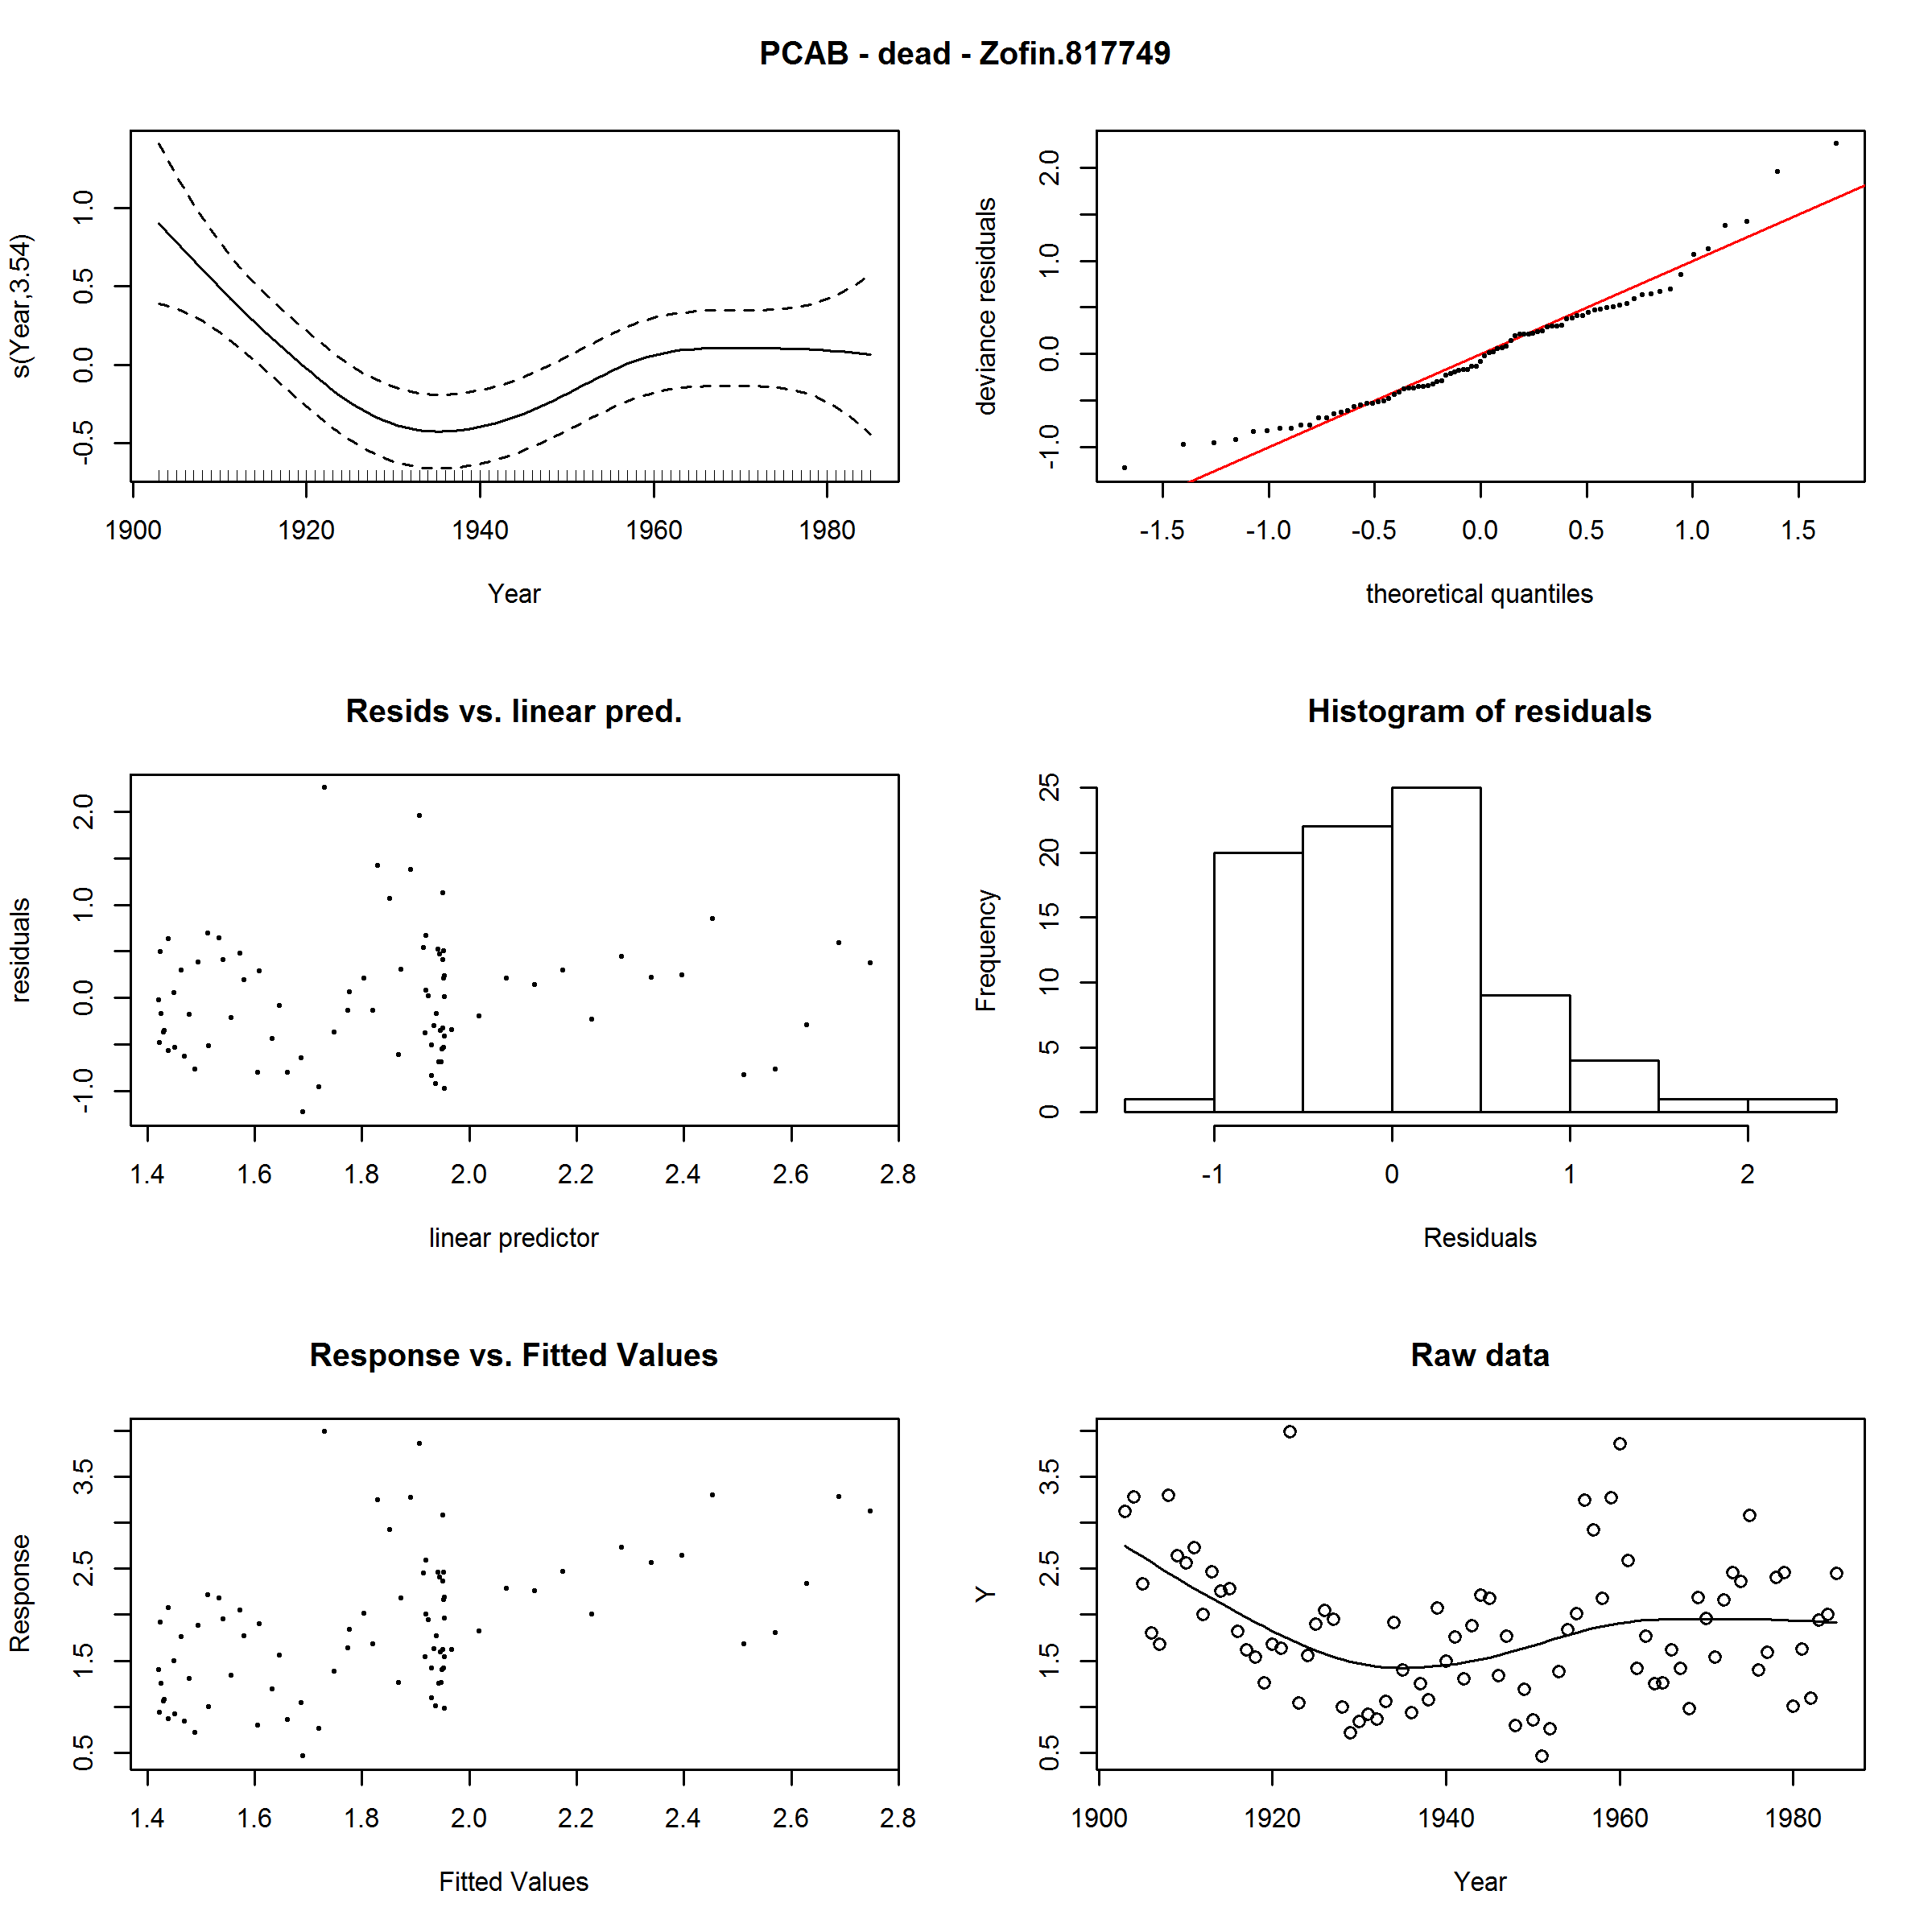 PCAB - dead - Zofin.817749
s(Year,3.54)
-0.5 0.0 0.5 1.0
1900 1920 1940 1960 1980
Year
deviance residuals
-1.0 0.0 1.0 2.0
-1.5 -1.0 -0.5 0.0 0.5 1.0 1.5
theoretical quantiles
Resids vs. linear pred.
residuals
-1.0 0.0 1.0 2.0
1.4 1.6 1.8 2.0 2.2 2.4 2.6 2.8
linear predictor
Histogram of residuals
Frequency
0 5 10 15 20 25
-1 0 1 2
Residuals
Response vs. Fitted Values
Response
0.5 1.5 2.5 3.5
1.4 1.6 1.8 2.0 2.2 2.4 2.6 2.8
Fitted Values
Raw data
Y
0.5 1.5 2.5 3.5
1900 1920 1940 1960 1980
Year